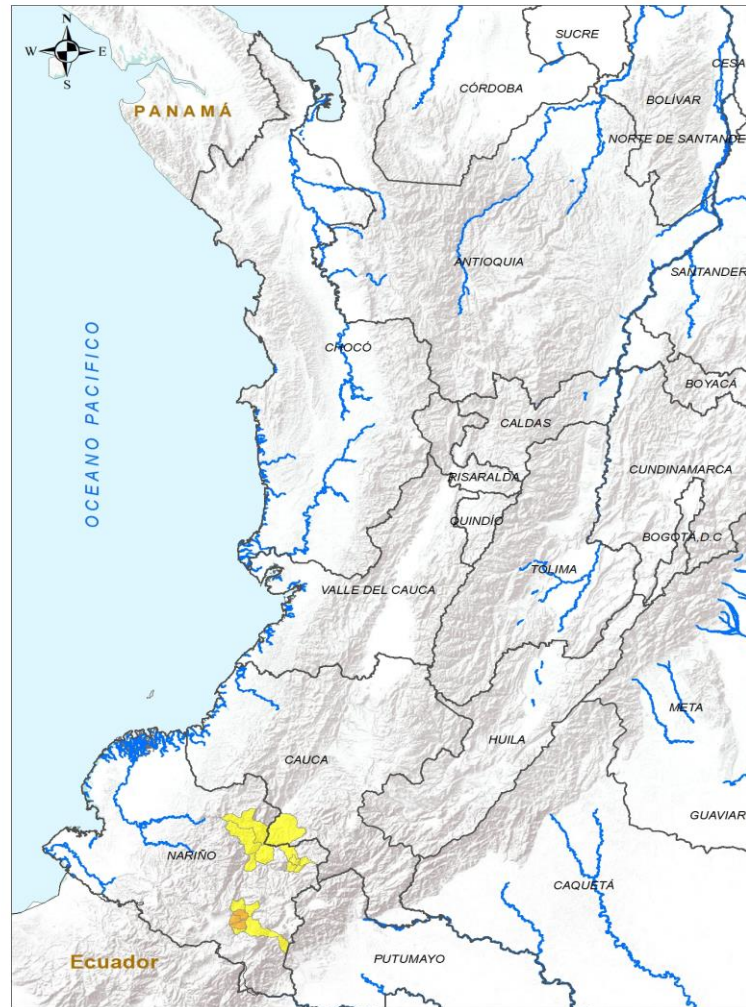 N
W E
S
SUCRE
CESA
CÓRDOBA
BOLÍVAR
PANAMÁ
NORTE DE SANTANDE
ANTIOQUIA
SANTANDER
OCEANO PACIFICO
CHOCÓ
BOYACÁ
CALDAS
CUNDINAMARCA
RISARALDA
QUINDÍO
BOGOTÁ, D.C
TOLIMA
VALLE DEL CAUCA
META
HUILA
CAUCA
GUAVIAR
NARIÑO
CAQUETÁ
Ecuador
PUTUMAYO